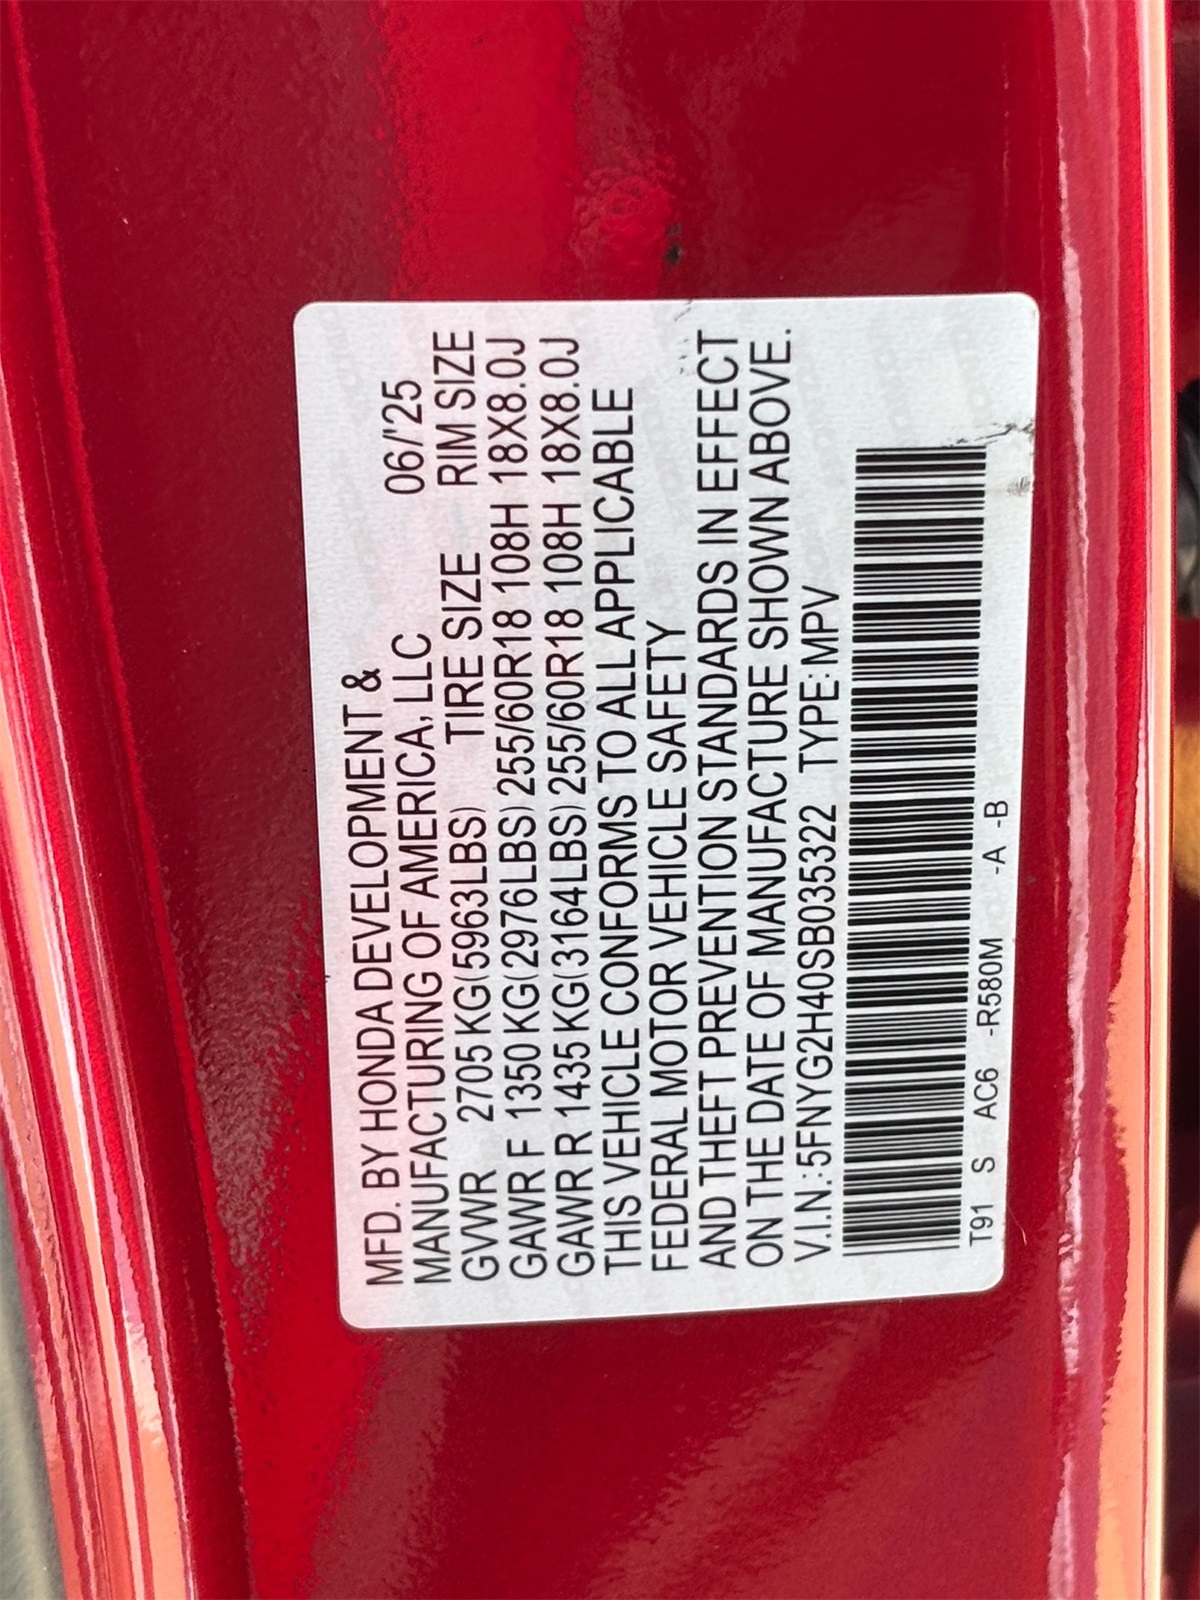 MFD. BY HONDA DEVELOPMENT &
MANUFACTURING OF AMERICA, LLC 06/'25
GVWR 2705 KG(5963LBS) TIRE SIZE RIM SIZE
GAWR F 1350 KG(2976LBS) 255/60R18 108H 18X8.0J
GAWR R 1435 KG(3164LBS) 255/60R18 108H 18X8.0J
THIS VEHICLE CONFORMS TO ALL APPLICABLE
FEDERAL MOTOR VEHICLE SAFETY
AND THEFT PREVENTION STANDARDS IN EFFECT
ON THE DATE OF MANUFACTURE SHOWN ABOVE.
V.I.N.:5FNYG2H40SB035322 TYPE:MPV
T91 S AC6 -R580M -A -B